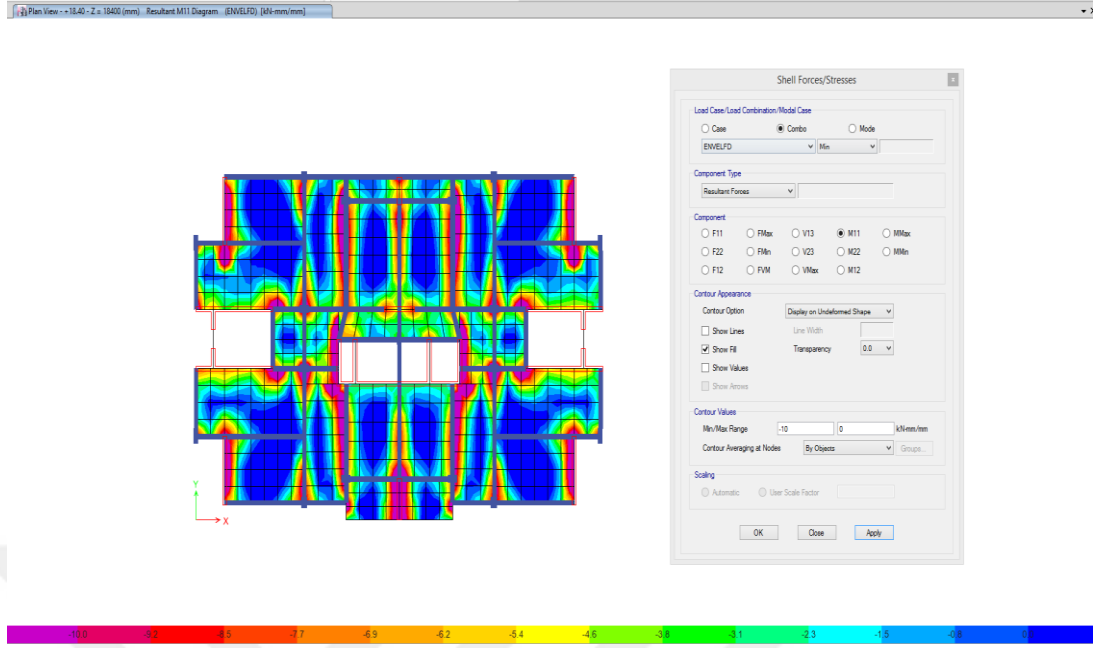 Plan View - +18.40 - Z = 18400 (mm) Resultant M11 Diagram (ENVELFD) [kN-mm/mm]
Shell Forces/Stresses
Load Case/Load Combination/Modal Case
Case Combo Mode
ENVELFD Min
Component Type
Resultant Forces
Component
F11 FMax V13 M11 MMax
F22 FMin V23 M22 MMin
F12 FVM VMax M12
Contour Appearance
Contour Option Display on Undeformed Shape
Show Lines Line Width
Show Fill Transparency 0.0
Show Values
Show Arrows
Contour Values
Min/Max Range -10 0 kN-mm/mm
Contour Averaging at Nodes By Objects Groups...
Scaling
Automatic User Scale Factor
OK Close Apply
Y
X
-10.0 -9.2 -8.5 -7.7 -6.9 -6.2 -5.4 -4.6 -3.8 -3.1 -2.3 -1.5 -0.8